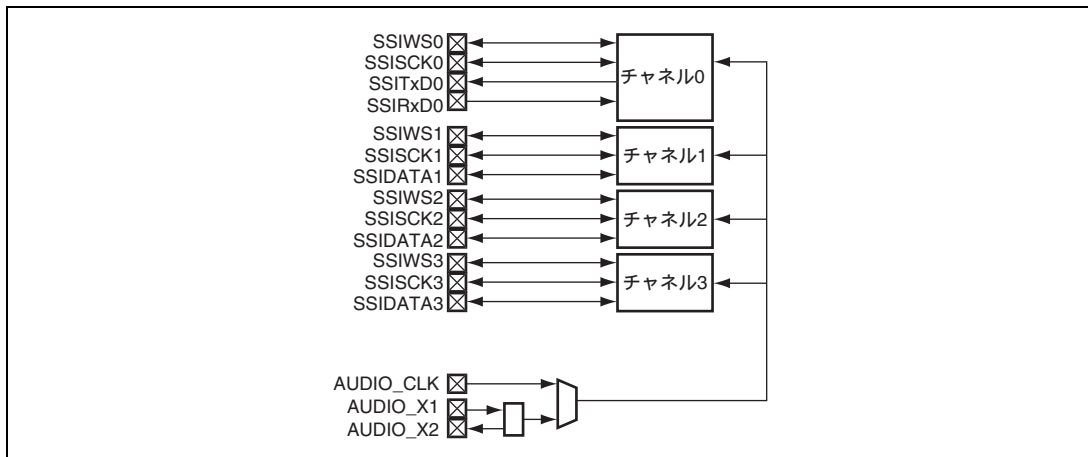 SSIWS0
SSISCK0
SSITxD0
SSIRxD0
チャネル0
SSIWS1
SSISCK1
SSIDATA1
チャネル1
SSIWS2
SSISCK2
SSIDATA2
チャネル2
SSIWS3
SSISCK3
SSIDATA3
チャネル3
AUDIO_CLK
AUDIO_X1
AUDIO_X2